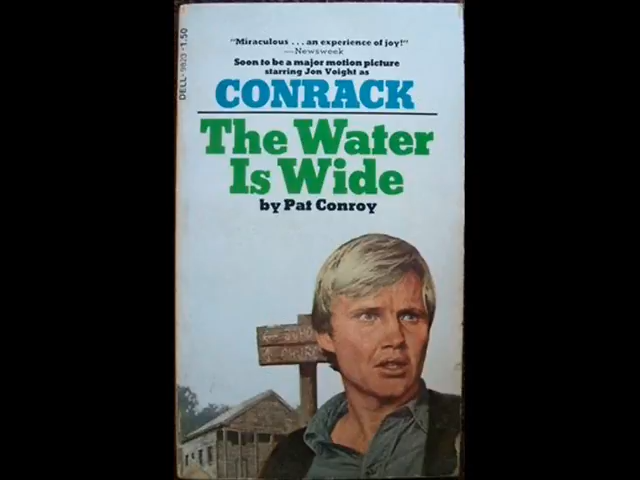 DELL-9823-1.50
"Miraculous . . . an experience of joy!"
—Newsweek
Soon to be a major motion picture
starring Jon Voight as
CONRACK
The Water
Is Wide
by Pat Conroy